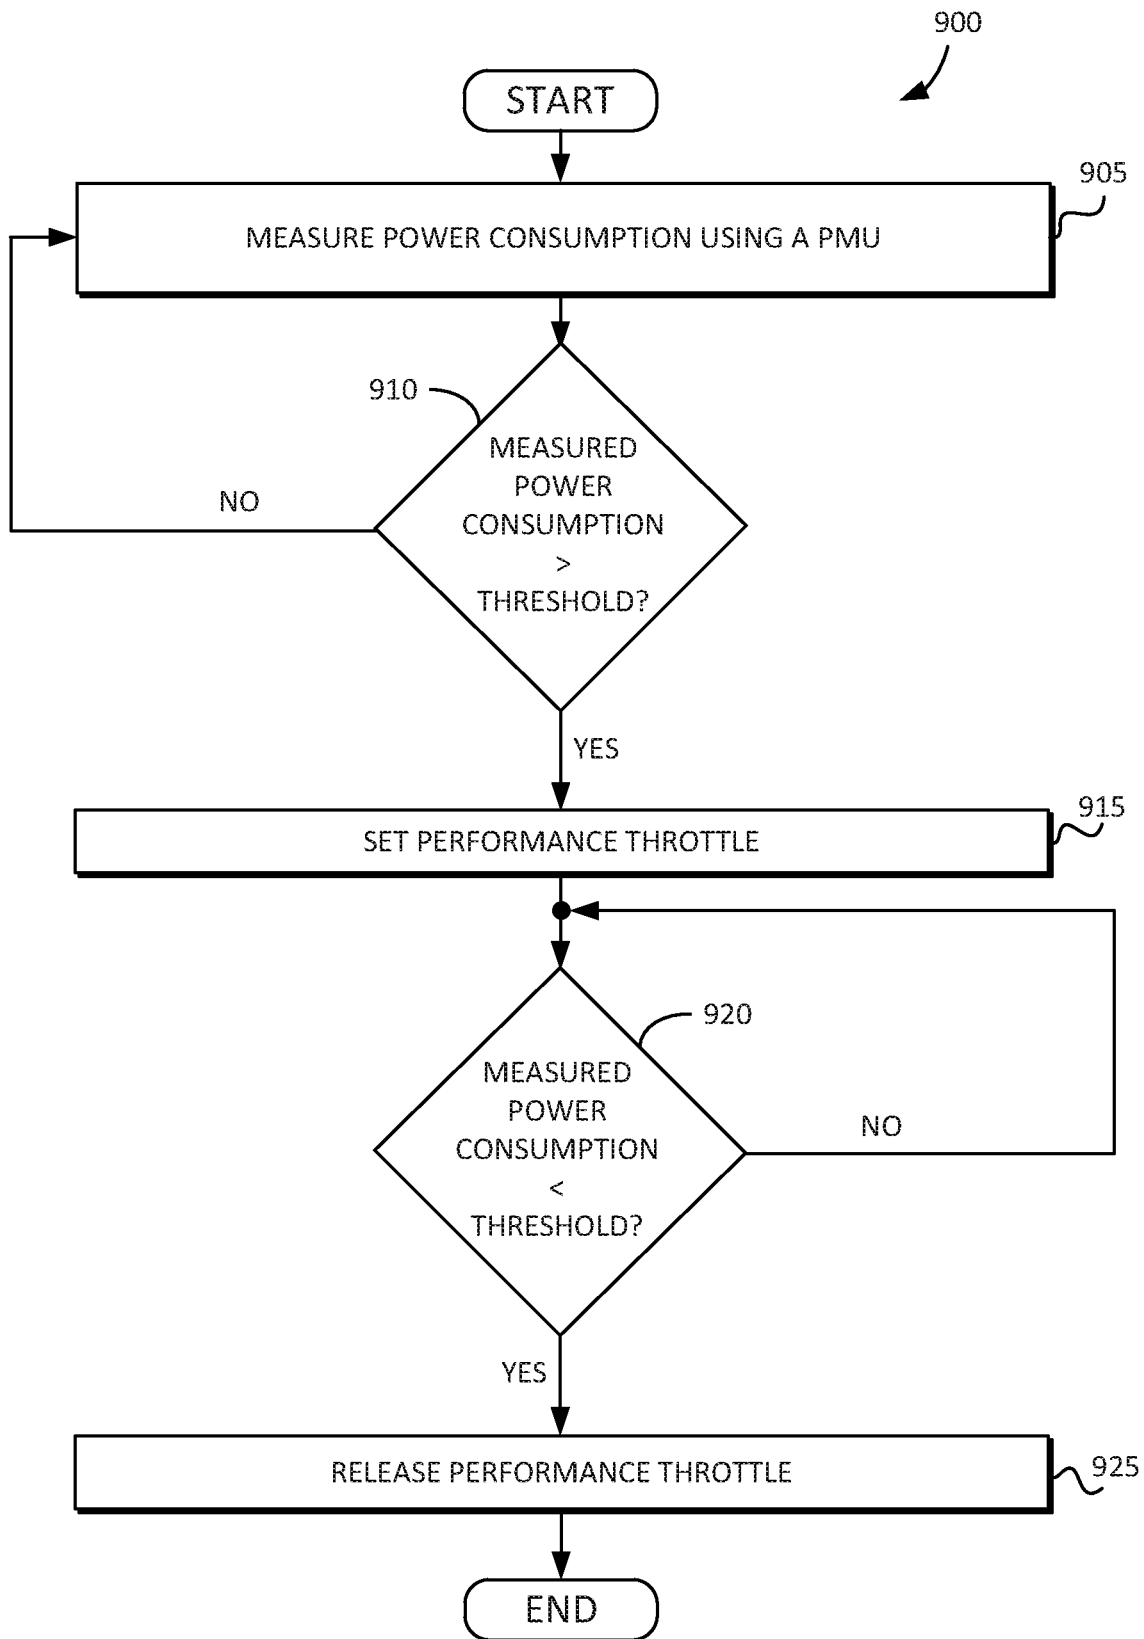 900
START
905
MEASURE POWER CONSUMPTION USING A PMU
910
MEASURED
POWER
CONSUMPTION
>
THRESHOLD?
NO
YES
915
SET PERFORMANCE THROTTLE
920
MEASURED
POWER
CONSUMPTION
<
THRESHOLD?
NO
YES
RELEASE PERFORMANCE THROTTLE
925
END